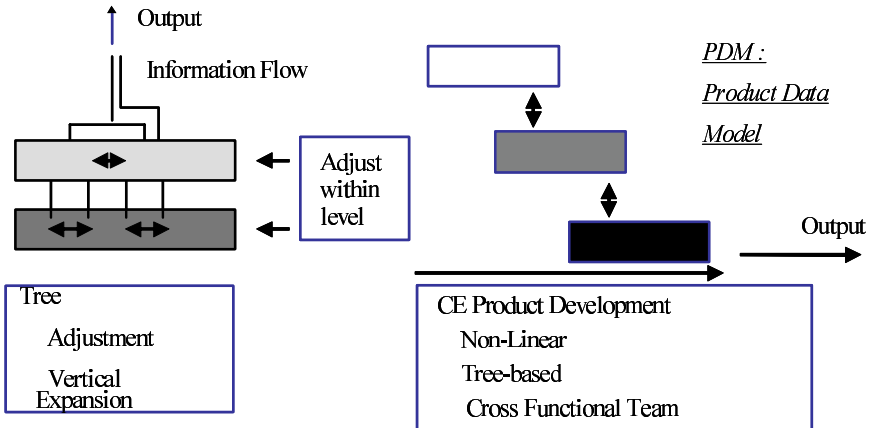 Output
Information Flow
Adjust
within
level
Tree
Adjustment
Vertical
Expansion
PDM :
Product Data
Model
Output
CE Product Development
Non-Linear
Tree-based
Cross Functional Team